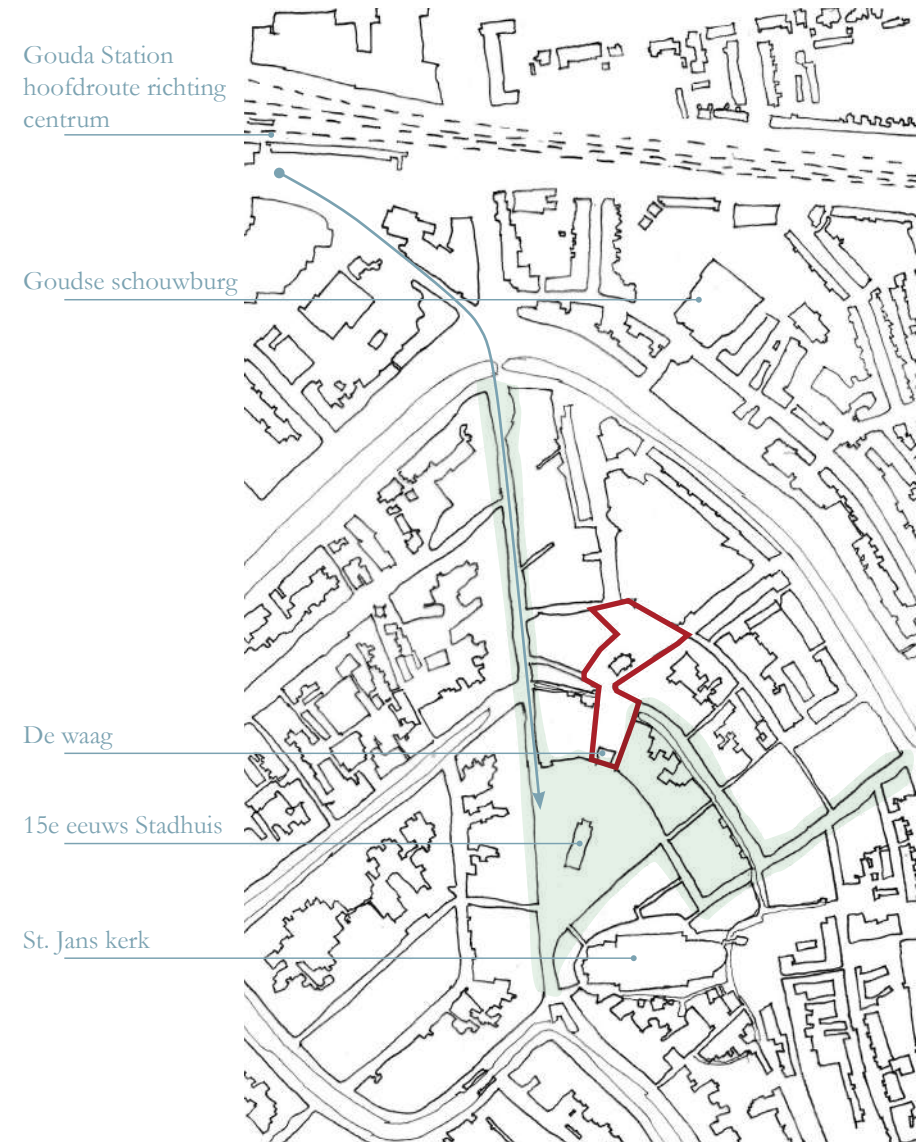 Gouda Station
hoofdroute richting
centrum
Goudse schouwburg
De waag
15e eeuws Stadhuis
St. Jans kerk